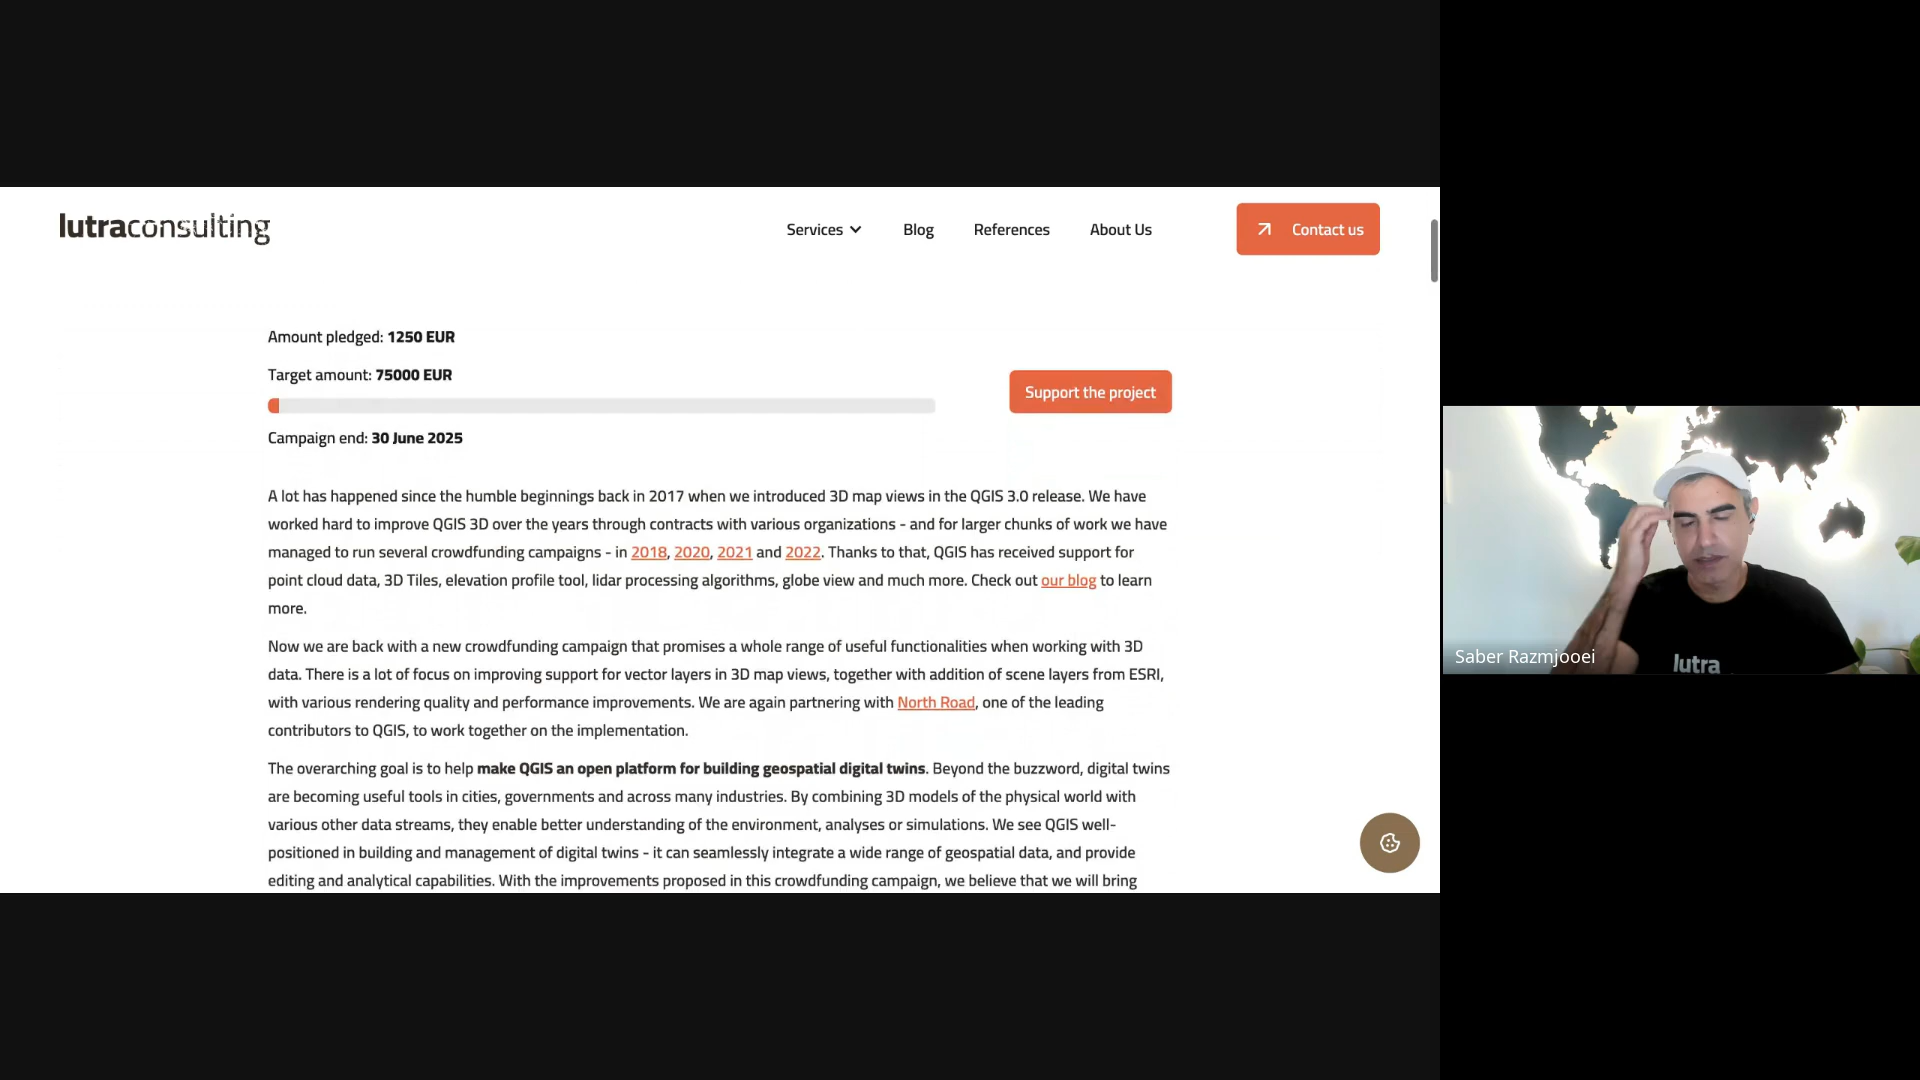 lutraconsulting
Services
Blog
References
About Us
Contact us
Amount pledged: 1250 EUR
Target amount: 75000 EUR
Support the project
Campaign end: 30 June 2025
A lot has happened since the humble beginnings back in 2017 when we introduced 3D map views in the QGIS 3.0 release. We have
worked hard to improve QGIS 3D over the years through contracts with various organizations - and for larger chunks of work we have
managed to run several crowdfunding campaigns - in 2018, 2020, 2021 and 2022. Thanks to that, QGIS has received support for
point cloud data, 3D Tiles, elevation profile tool, lidar processing algorithms, globe view and much more. Check out our blog to learn
more.
Now we are back with a new crowdfunding campaign that promises a whole range of useful functionalities when working with 3D
data. There is a lot of focus on improving support for vector layers in 3D map views, together with addition of scene layers from ESRI,
with various rendering quality and performance improvements. We are again partnering with North Road, one of the leading
contributors to QGIS, to work together on the implementation.
The overarching goal is to help make QGIS an open platform for building geospatial digital twins. Beyond the buzzword, digital twins
are becoming useful tools in cities, governments and across many industries. By combining 3D models of the physical world with
various other data streams, they enable better understanding of the environment, analyses or simulations. We see QGIS well-
positioned in building and management of digital twins - it can seamlessly integrate a wide range of geospatial data, and provide
editing and analytical capabilities. With the improvements proposed in this crowdfunding campaign, we believe that we will bring
Saber Razmjooei
lutra